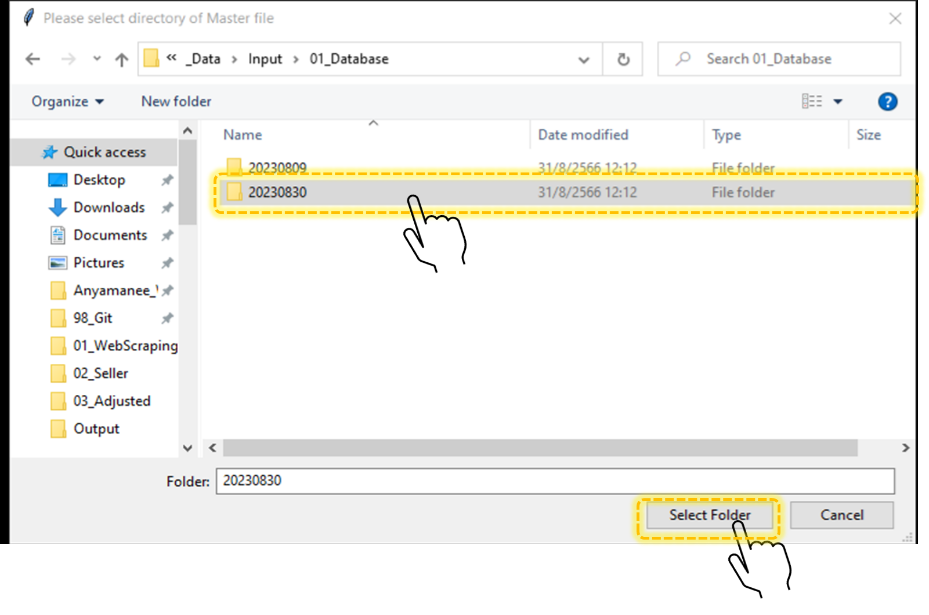 Please select directory of Master file
« _Data > Input > 01_Database
Search 01_Database
Organize
New folder
Name
Date modified
Type
Size
Quick access
Desktop
Downloads
Documents
Pictures
Anyamanee_
98_Git
01_WebScraping
02_Seller
03_Adjusted
Output
20230809 31/8/2566 12:12 File folder
20230830 31/8/2566 12:12 File folder
Folder: 20230830
Select Folder
Cancel